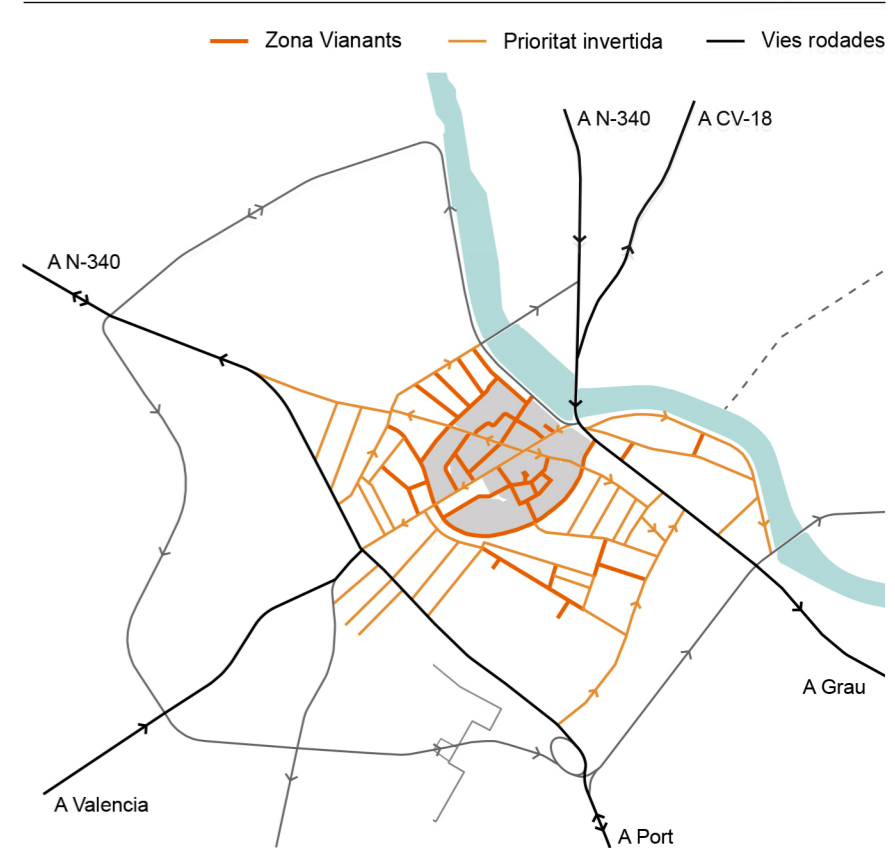 Zona Vianants
Prioritat invertida
Vies rodades
A N-340
A CV-18
A N-340
A Grau
A Valencia
A Port